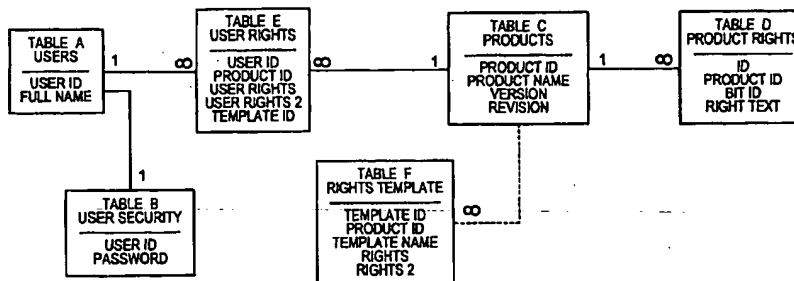 TABLE A
USERS
USER ID
FULL NAME
1
∞
TABLE E
USER RIGHTS
USER ID
PRODUCT ID
USER RIGHTS
USER RIGHTS 2
TEMPLATE ID
∞
1
TABLE C
PRODUCTS
PRODUCT ID
PRODUCT NAME
VERSION
REVISION
1
∞
TABLE D
PRODUCT RIGHTS
ID
PRODUCT ID
BIT ID
RIGHT TEXT
1
TABLE B
USER SECURITY
USER ID
PASSWORD
TABLE F
RIGHTS TEMPLATE
TEMPLATE ID
PRODUCT ID
TEMPLATE NAME
RIGHTS
RIGHTS 2
∞